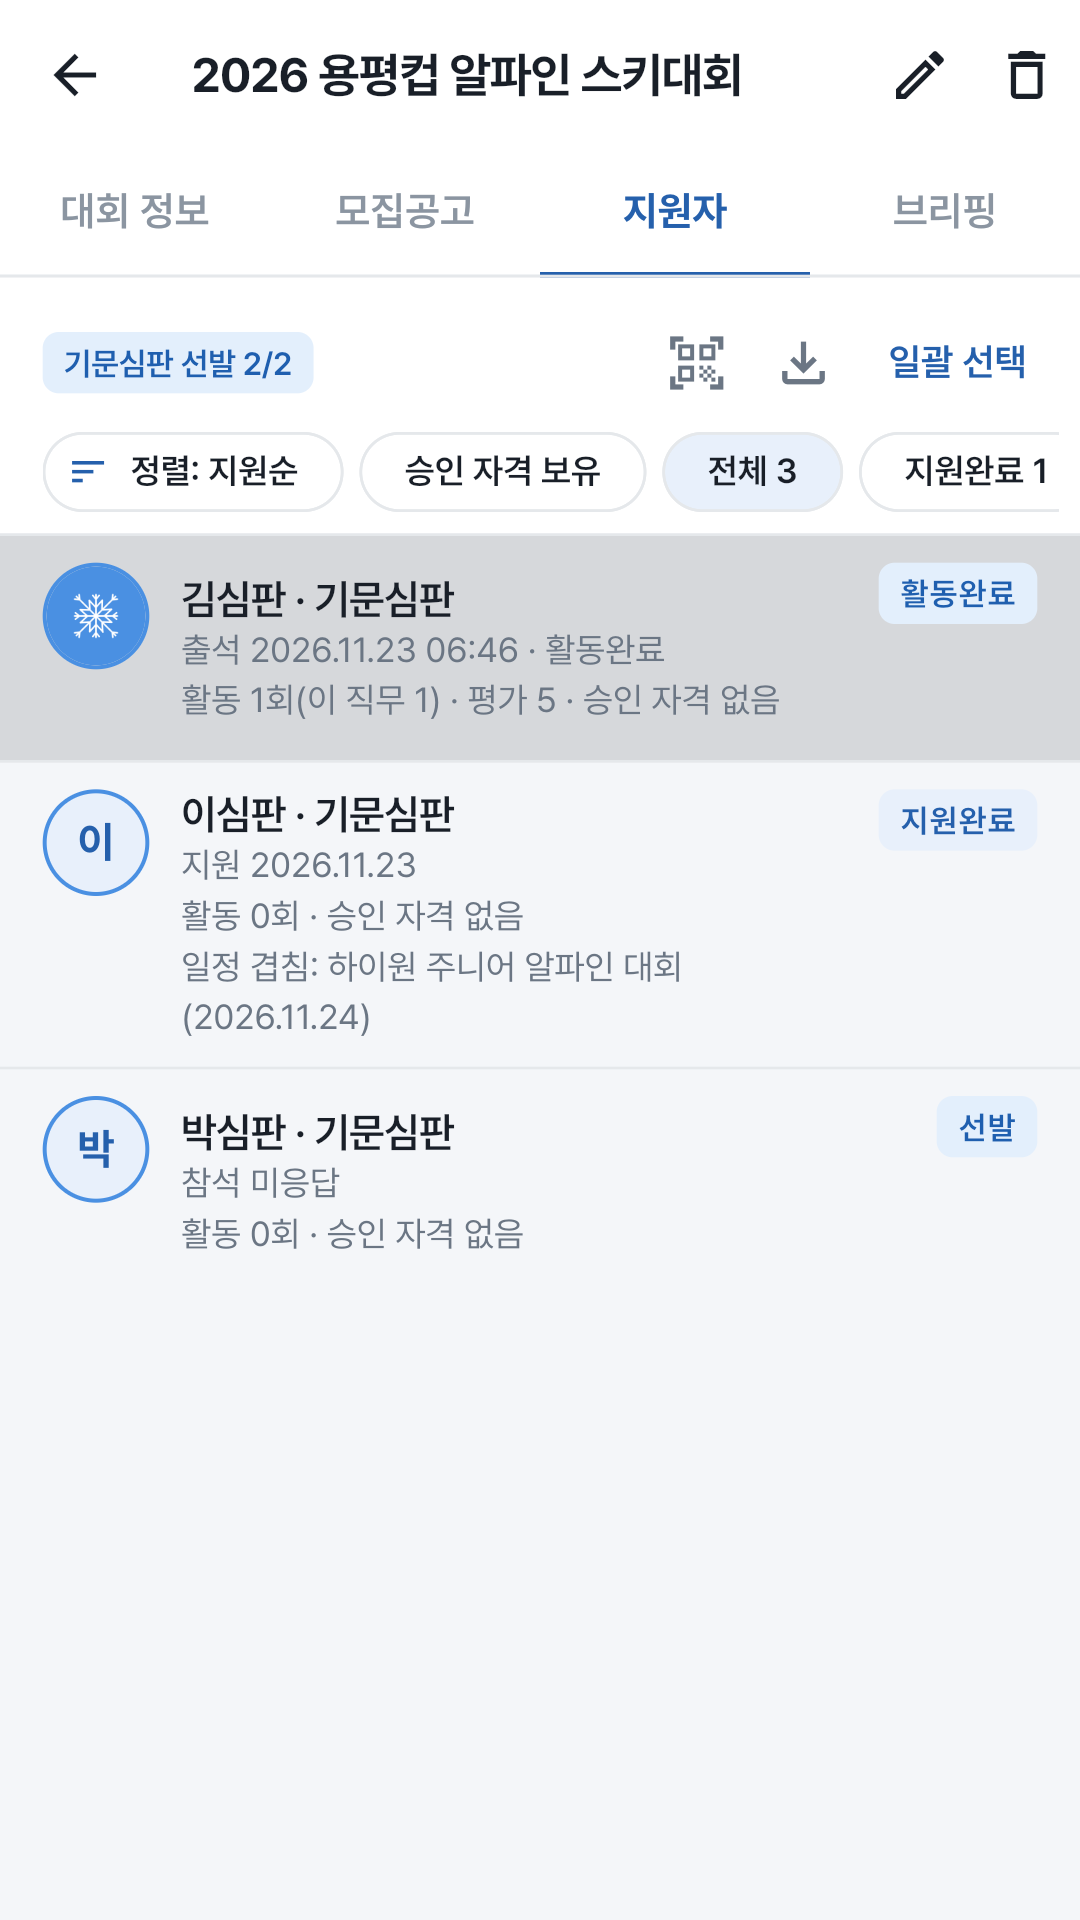 2026 용평컵 알파인 스키대회
대회 정보 모집공고 지원자 브리핑
기문심판 선발 2/2 일괄 선택
정렬: 지원순 승인 자격 보유 전체 3 지원완료 1
김심판 · 기문심판 활동완료
출석 2026.11.23 06:46 · 활동완료
활동 1회(이 직무 1) · 평가 5 · 승인 자격 없음
이 이심판 · 기문심판 지원완료
지원 2026.11.23
활동 0회 · 승인 자격 없음
일정 겹침: 하이원 주니어 알파인 대회
(2026.11.24)
박 박심판 · 기문심판 선발
참석 미응답
활동 0회 · 승인 자격 없음